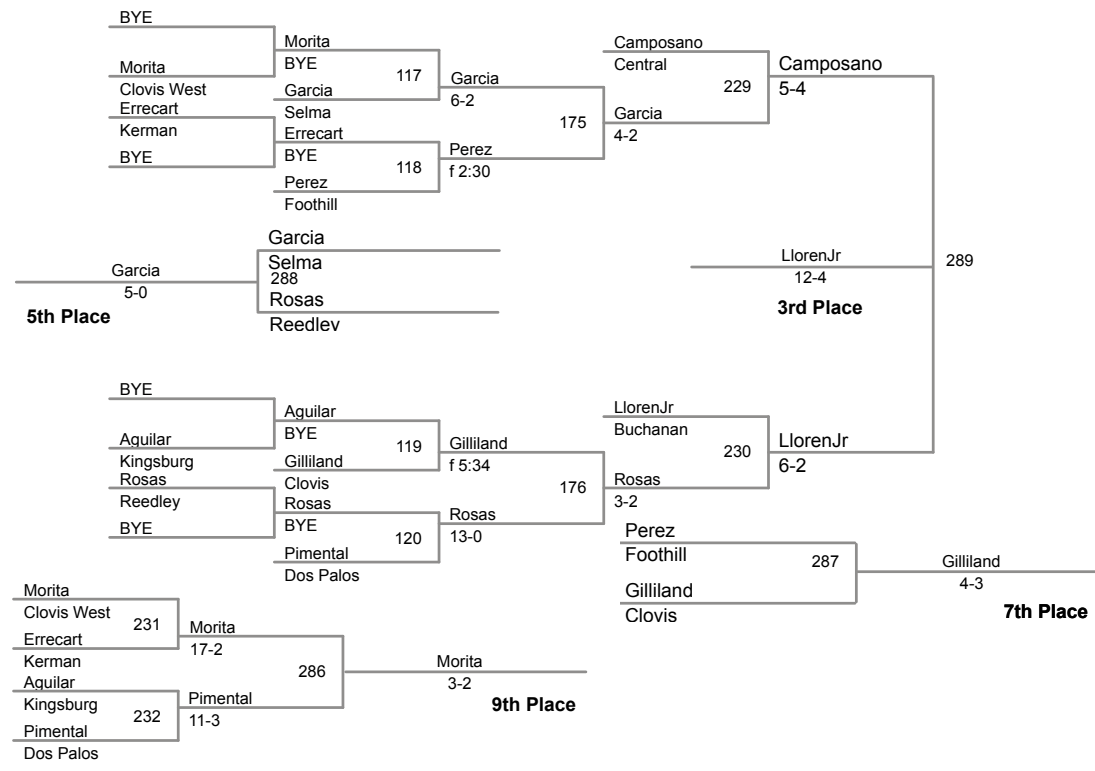 BYE
Morita
Clovis West
Errecart
Kerman
BYE
Morita
BYE
117
Garcia
Selma
Errecart
BYE
118
Perez
Foothill
Garcia
6-2
175
Perez
f 2:30
Camposano
Central
229
Garcia
4-2
Camposano
5-4
289
LlorenJr
12-4
3rd Place
Garcia
Selma
288
Rosas
Reedley
Garcia
5-0
5th Place
BYE
Aguilar
Kingsburg
Rosas
Reedley
BYE
Aguilar
BYE
119
Gilliland
Clovis
Rosas
BYE
120
Pimental
Dos Palos
Gilliland
f 5:34
176
Rosas
13-0
LlorenJr
Buchanan
230
Rosas
3-2
LlorenJr
6-2
Perez
Foothill
287
Gilliland
Clovis
Gilliland
4-3
7th Place
Morita
Clovis West
231
Errecart
Kerman
Aguilar
Kingsburg
232
Pimental
Dos Palos
Morita
17-2
286
Pimental
11-3
Morita
3-2
9th Place